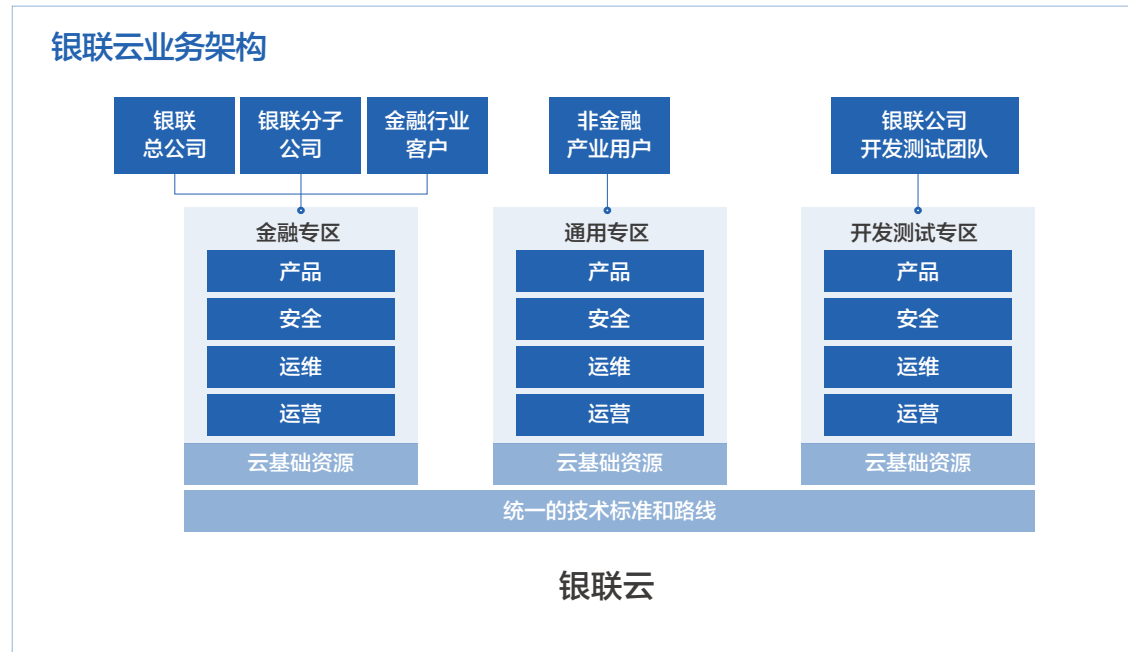 银联云业务架构
银联
总公司
银联分子
公司
金融行业
客户
非金融
产业用户
银联公司
开发测试团队
金融专区
产品
安全
运维
运营
云基础资源
通用专区
产品
安全
运维
运营
云基础资源
开发测试专区
产品
安全
运维
运营
云基础资源
统一的技术标准和路线
银联云